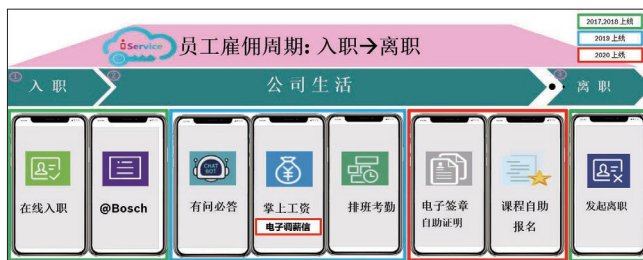 2017,2018 上线
2019 上线
2020 上线
iService
员工雇佣周期: 入职→离职
① 入 职
② 公 司 生 活
③ 离 职
在线入职
@Bosch
CHAT BOT
有问必答
掌上工资
电子调薪信
排班考勤
电子签章
自助证明
课程自助
报名
发起离职